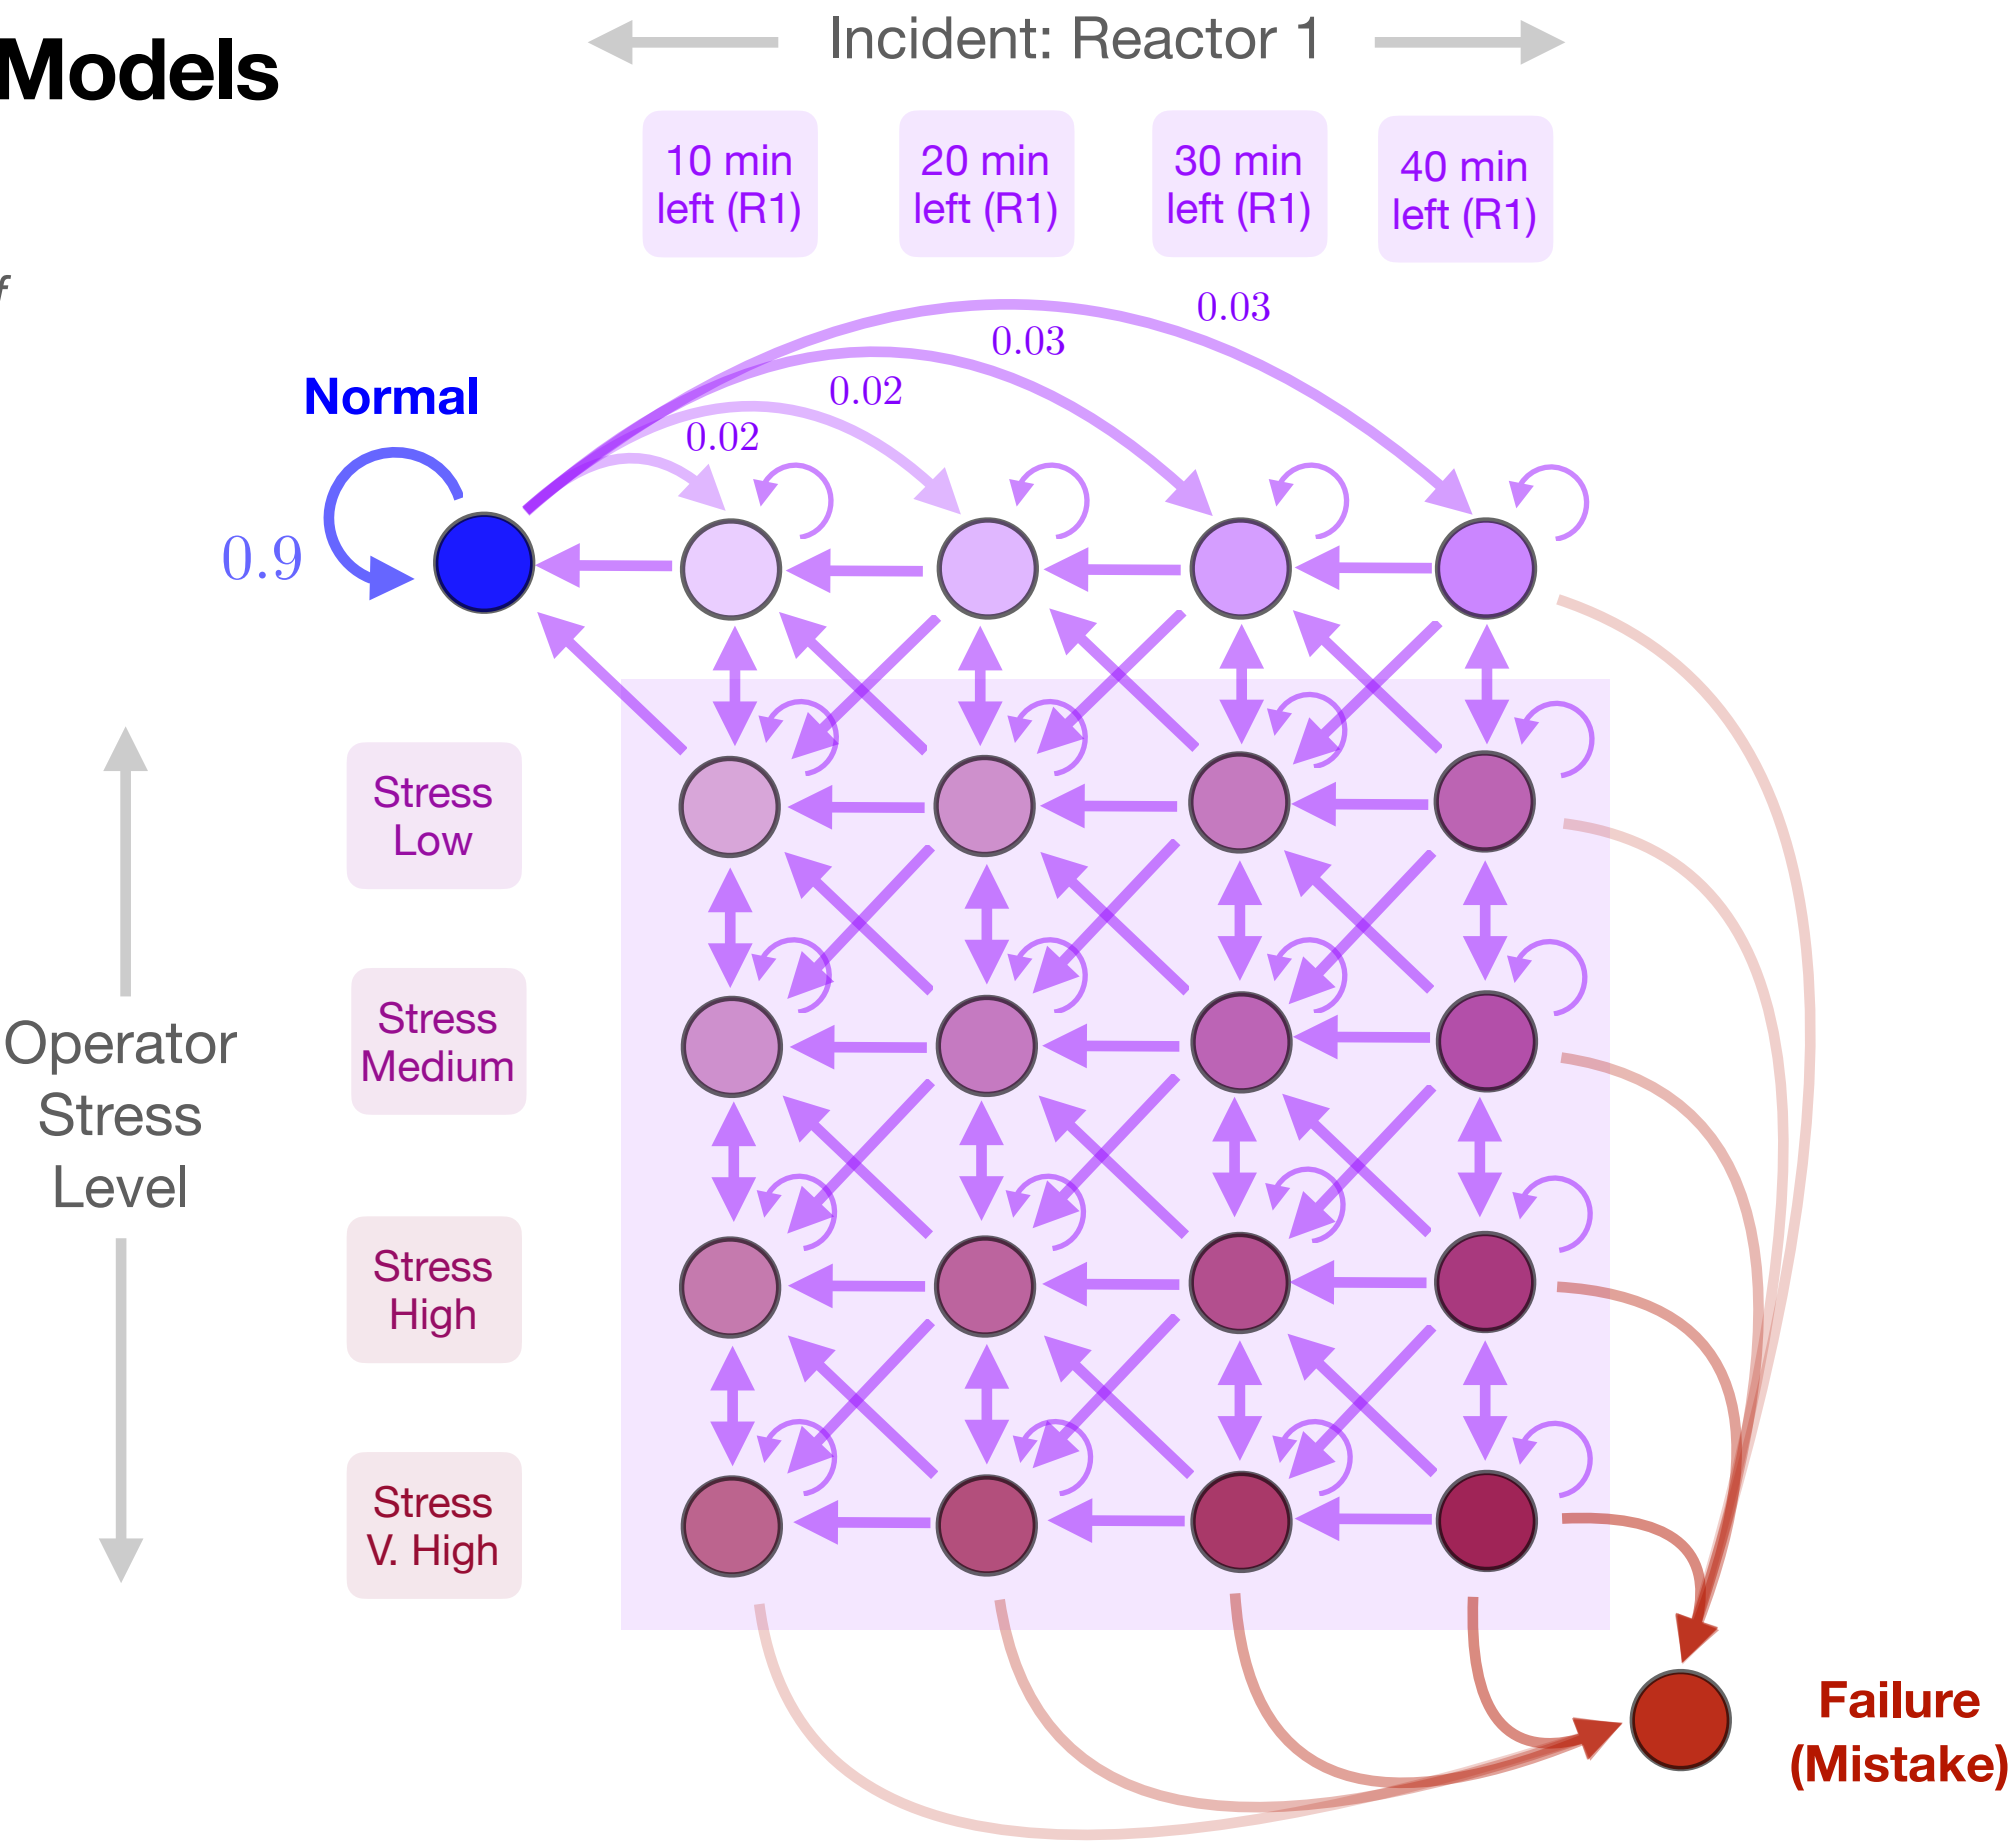 Models
Incident: Reactor 1
10 min
left (R1)
20 min
left (R1)
30 min
left (R1)
40 min
left (R1)
f
0.03
0.03
0.02
0.02
Normal
0.9
Stress
Low
Stress
Medium
Operator
Stress
Level
Stress
High
Stress
V. High
Failure
(Mistake)